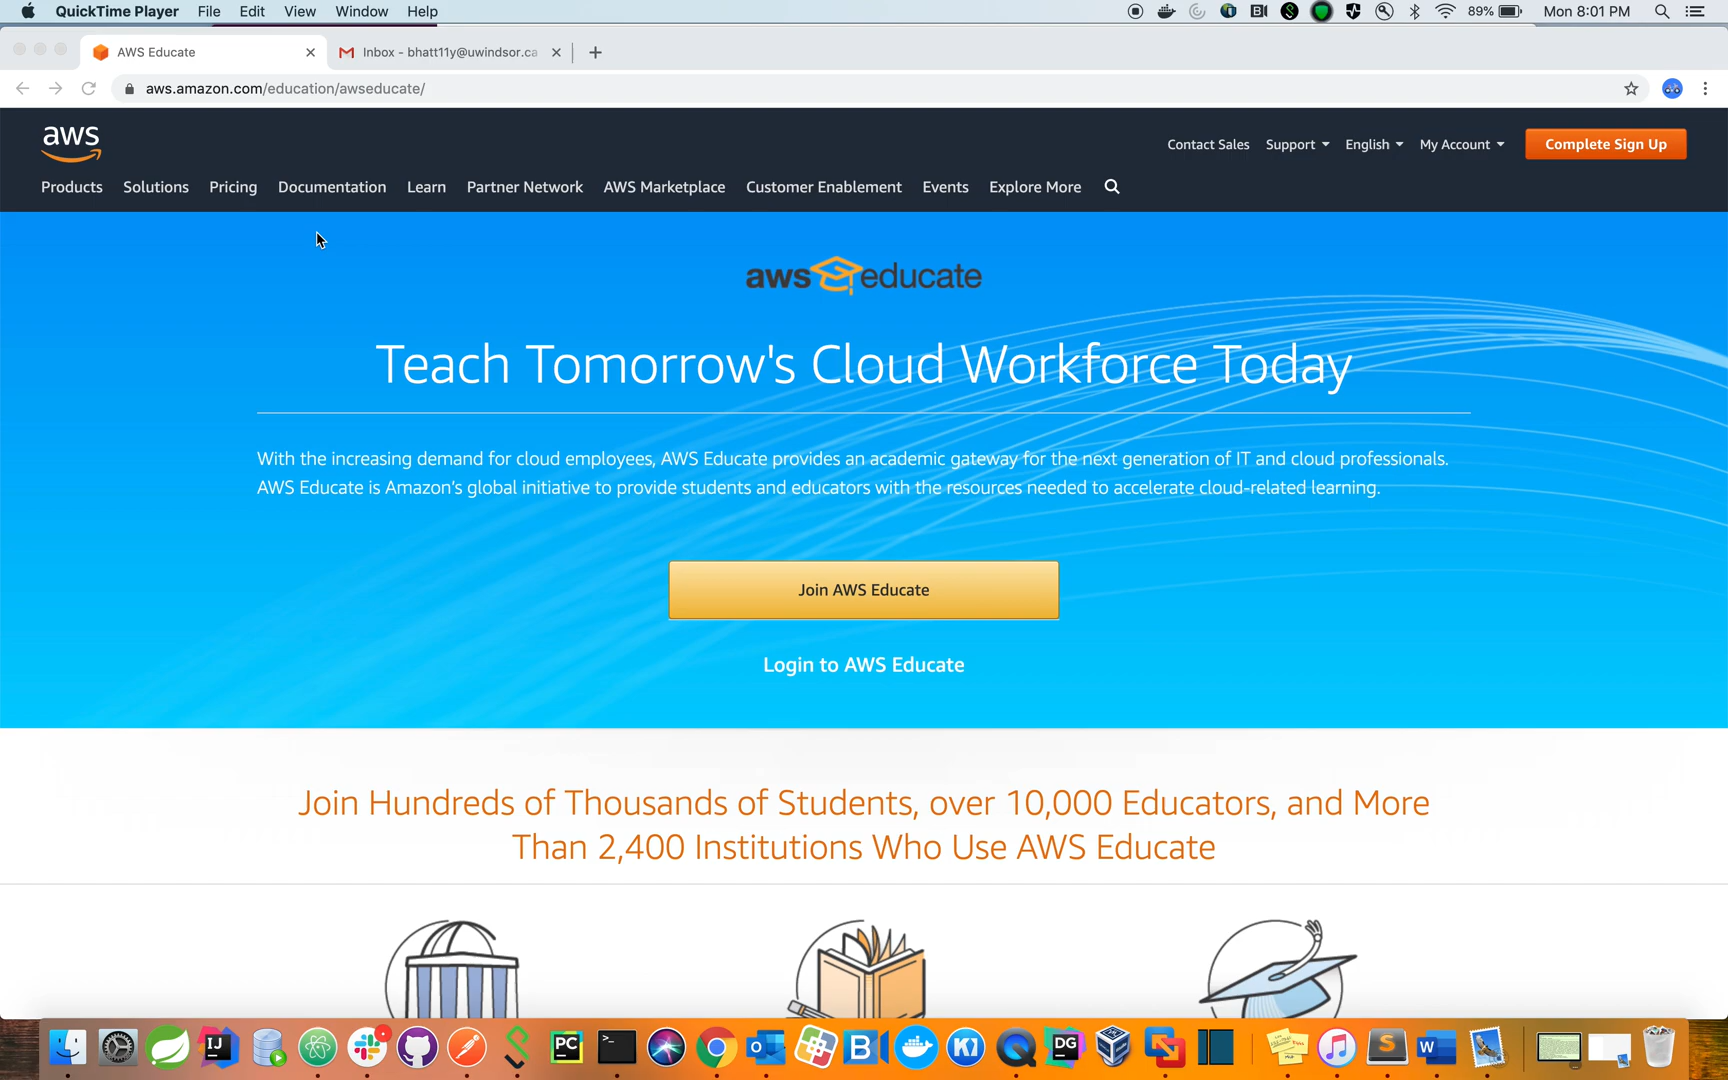 QuickTime Player File Edit View Window Help 89% Mon 8:01 PM
AWS Educate Inbox - bhatt11y@uwindsor.ca
aws.amazon.com/education/awseducate/
aws
Contact Sales Support English My Account Complete Sign Up
Products Solutions Pricing Documentation Learn Partner Network AWS Marketplace Customer Enablement Events Explore More
aws educate
Teach Tomorrow's Cloud Workforce Today
With the increasing demand for cloud employees, AWS Educate provides an academic gateway for the next generation of IT and cloud professionals.
AWS Educate is Amazon's global initiative to provide students and educators with the resources needed to accelerate cloud-related learning.
Join AWS Educate
Login to AWS Educate
Join Hundreds of Thousands of Students, over 10,000 Educators, and More
Than 2,400 Institutions Who Use AWS Educate
IJ PC DG W